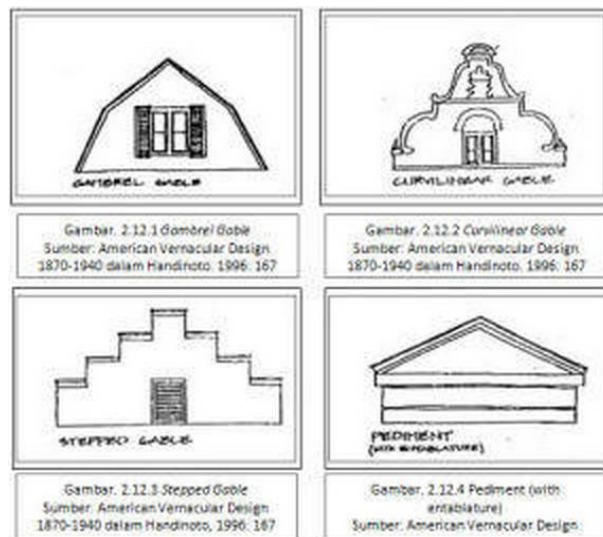 GAMBREL GABLE
Gambar. 2.12.1 Gambrel Gable
Sumber: American Vernacular Design
1870-1940 dalam Handinoto. 1996: 167
CURVILINEAR GABLE
Gambar. 2.12.2 Curvilinear Gable
Sumber: American Vernacular Design
1870-1940 dalam Handinoto. 1996: 167
STEPPED GABLE
Gambar. 2.12.3 Stepped Gable
Sumber: American Vernacular Design
1870-1940 dalam Handinoto, 1996: 167
PEDIMENT
(WITH ENTABLATURE)
Gambar. 2.12.4 Pediment (with
entablature)
Sumber: American Vernacular Design